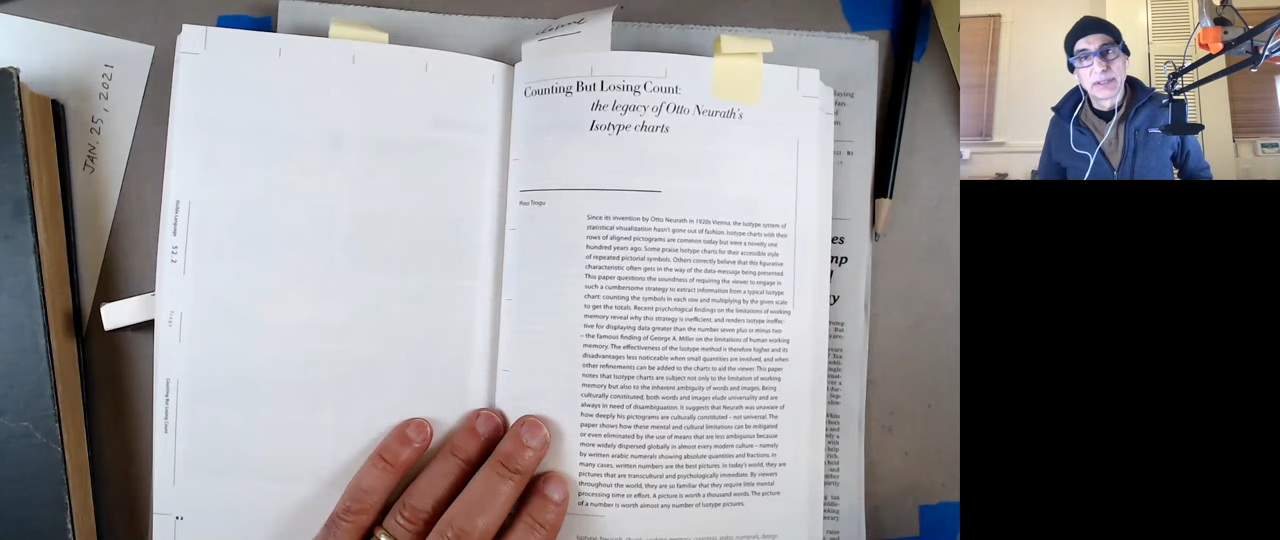 JAN. 25, 2021
Counting But Losing Count:
the legacy of Otto Neurath's
Isotype charts
Pino Trogu
Since its invention by Otto Neurath in 1920s Vienna, the Isotype system of
statistical visualization hasn't gone out of fashion. Isotype charts with their
rows of aligned pictograms are common today but were a novelty one
hundred years ago. Some praise Isotype charts for their accessible style
of repeated pictorial symbols. Others correctly believe that this figurative
characteristic often gets in the way of the data-message being presented.
This paper questions the soundness of requiring the viewer to engage in
such a cumbersome strategy to extract information from a typical Isotype
chart: counting the symbols in each row and multiplying by the given scale
to get the totals. Recent psychological findings on the limitations of working
memory reveal why this strategy is inefficient, and renders Isotype ineffec-
tive for displaying data greater than the number seven plus or minus two
– the famous finding of George A. Miller on the limitations of human working
memory. The effectiveness of the Isotype method is therefore higher and its
disadvantages less noticeable when small quantities are involved, and when
other refinements can be added to the charts to aid the viewer. This paper
notes that Isotype charts are subject not only to the limitation of working
memory but also to the inherent ambiguity of words and images. Being
culturally constituted, both words and images elude universality and are
always in need of disambiguation. It suggests that Neurath was unaware of
how deeply his pictograms are culturally constituted – not universal. The
paper shows how these mental and cultural limitations can be mitigated
or even eliminated by the use of means that are less ambiguous because
more widely dispersed globally in almost every modern culture – namely
by written arabic numerals showing absolute quantities and fractions. In
many cases, written numbers are the best pictures. In today's world, they are
pictures that are transcultural and psychologically immediate. By viewers
throughout the world, they are so familiar that they require little mental
processing time or effort. A picture is worth a thousand words. The picture
of a number is worth almost any number of Isotype pictures.
Visible Language
52.2
Trogu
Counting But Losing Count